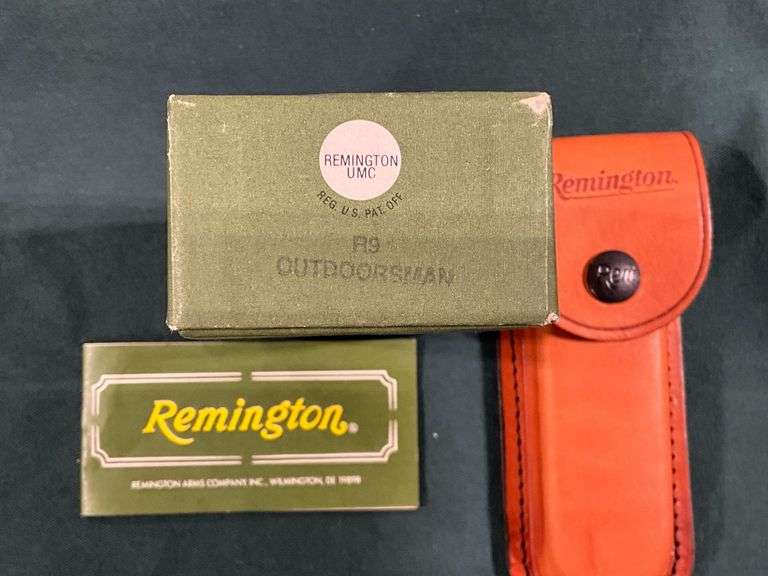 REMINGTON
UMC
REG. U.S. PAT. OFF.
R9
OUTDOORSMAN
Remington.
Rem
Remington®
REMINGTON ARMS COMPANY INC., WILMINGTON, DE 19898